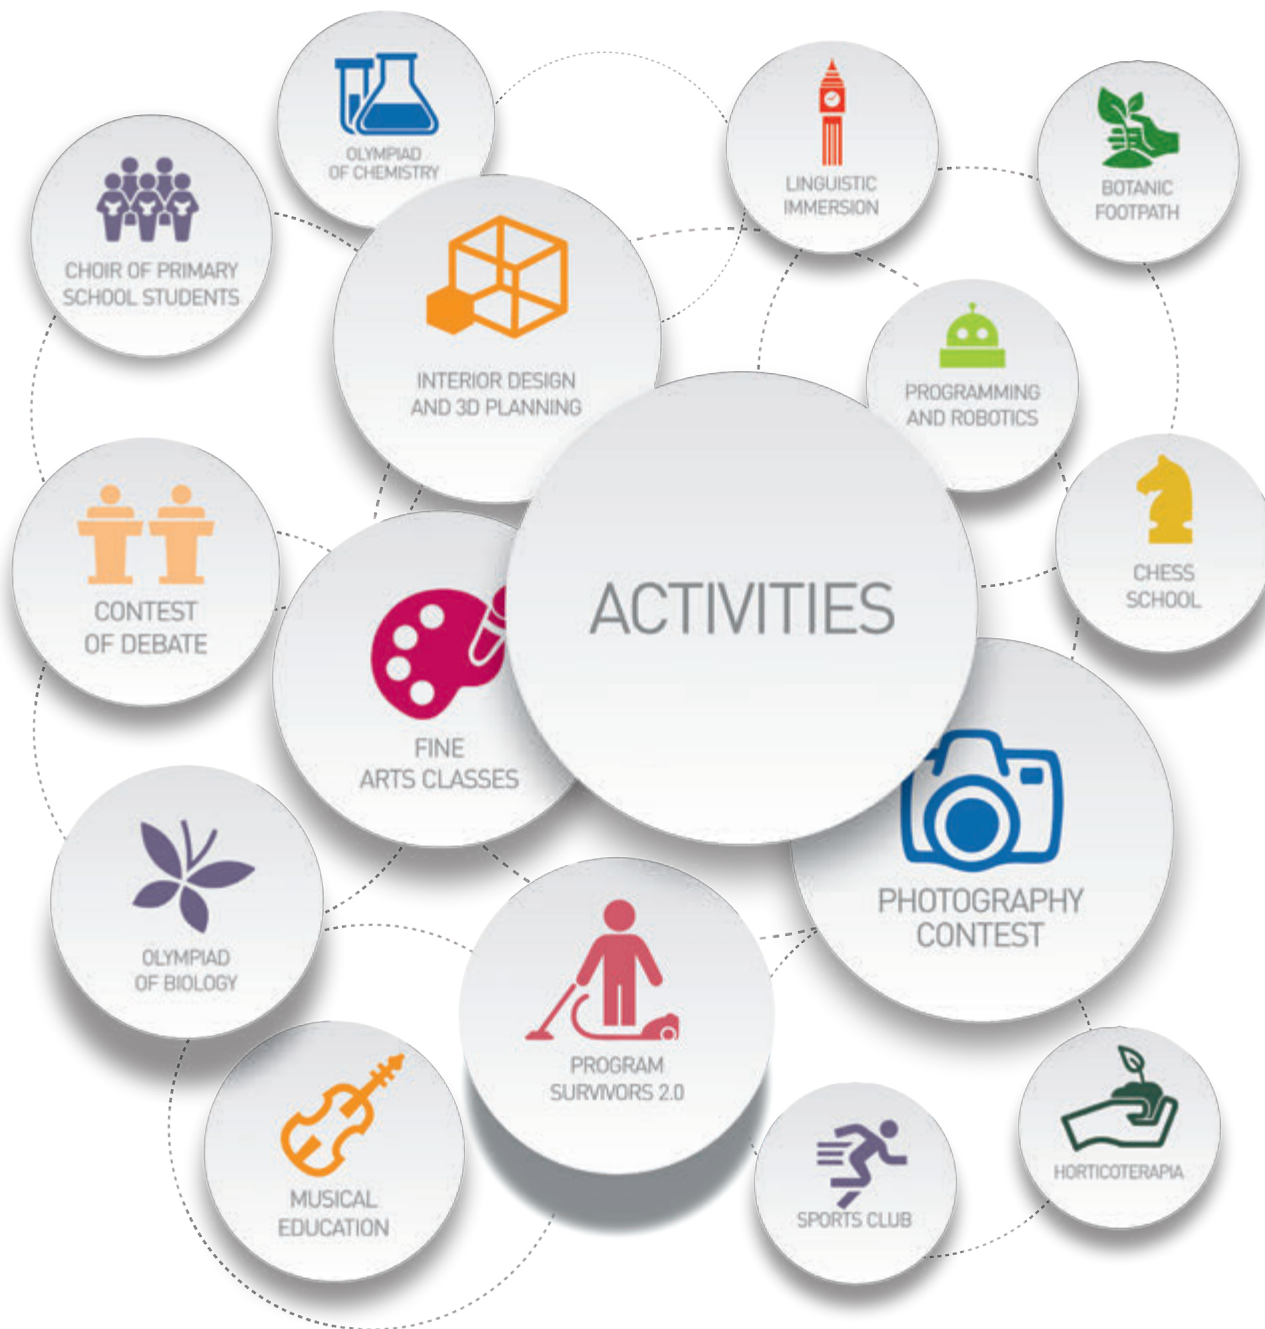 OLYMPIAD
OF CHEMISTRY
LINGUISTIC
IMMERSION
BOTANIC
FOOTPATH
CHOIR OF PRIMARY
SCHOOL STUDENTS
INTERIOR DESIGN
AND 3D PLANNING
PROGRAMMING
AND ROBOTICS
CHESS
SCHOOL
CONTEST
OF DEBATE
ACTIVITIES
FINE
ARTS CLASSES
PHOTOGRAPHY
CONTEST
OLYMPIAD
OF BIOLOGY
PROGRAM
SURVIVORS 2.0
MUSICAL
EDUCATION
SPORTS CLUB
HORTICOTERAPIA